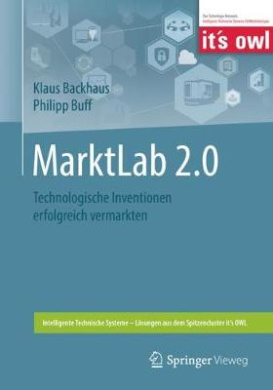 it's owl
Klaus Backhaus
Philipp Buff
MarktLab 2.0
Technologische Inventionen
erfolgreich vermarkten
Intelligente Technische Systeme – Lösungen aus dem Spitzencluster it's OWL
Springer Vieweg